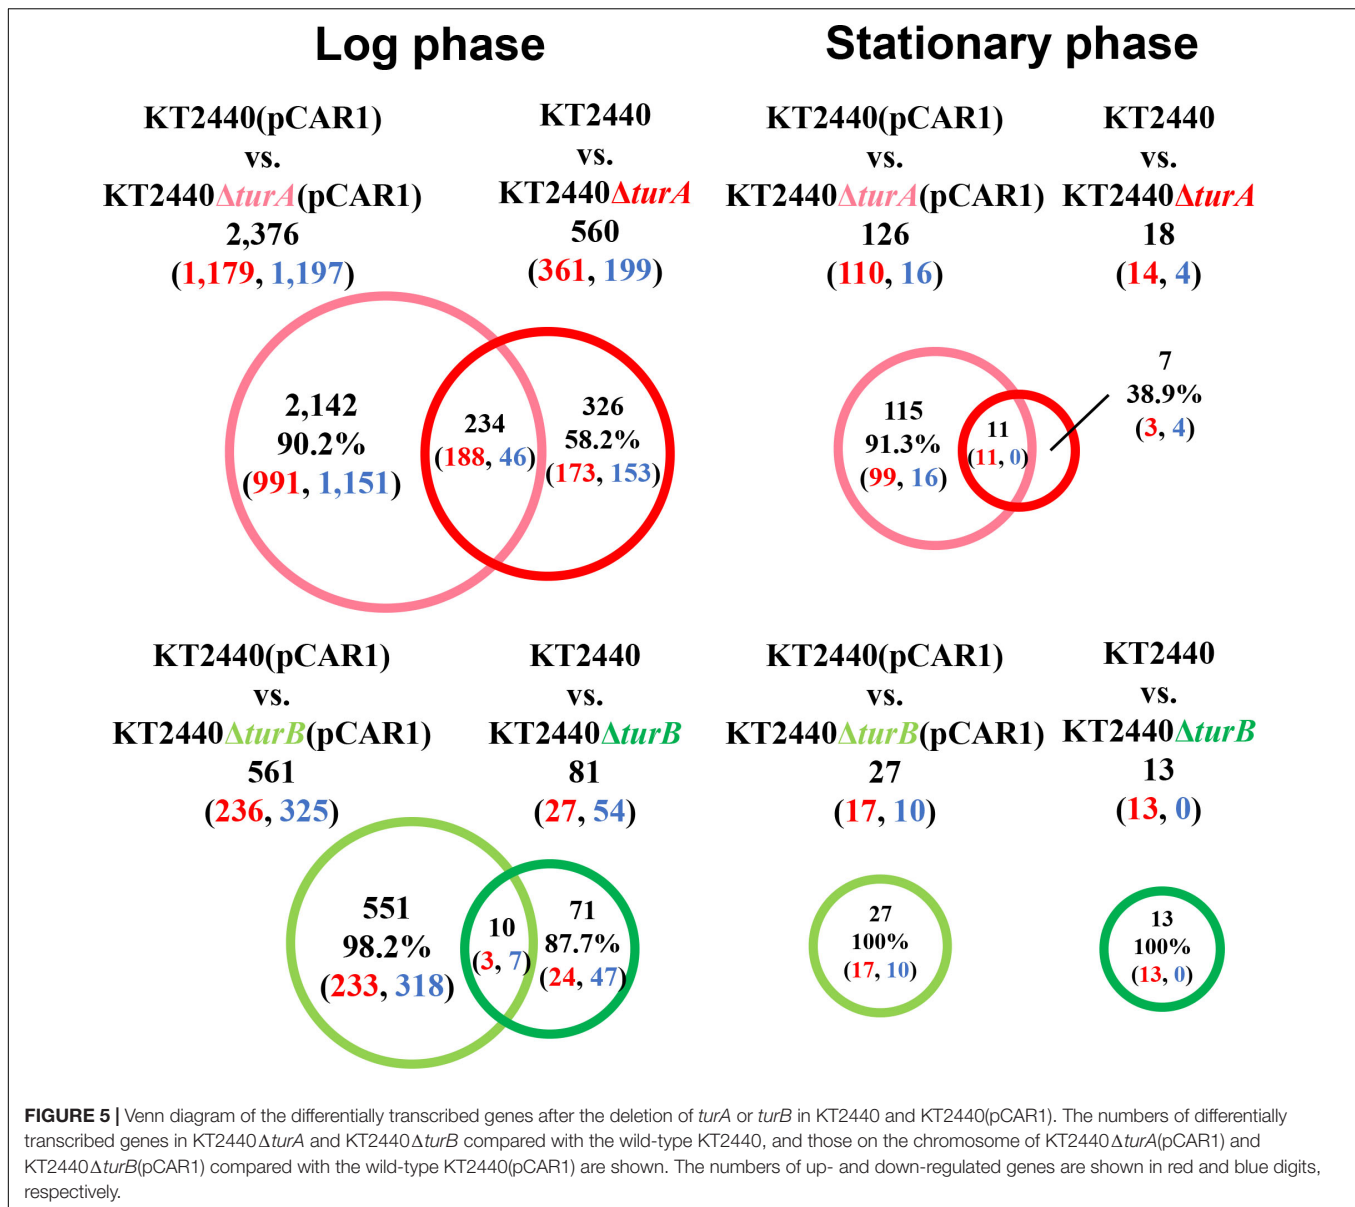 Log phase
Stationary phase
KT2440(pCAR1)
vs.
KT2440ΔturA(pCAR1)
2,376
(1,179, 1,197)
KT2440
vs.
KT2440ΔturA
560
(361, 199)
KT2440(pCAR1)
vs.
KT2440ΔturA(pCAR1)
126
(110, 16)
KT2440
vs.
KT2440ΔturA
18
(14, 4)
2,142
90.2%
(991, 1,151)
234
(188, 46)
326
58.2%
(173, 153)
115
91.3%
(99, 16)
11
(11, 0)
7
38.9%
(3, 4)
KT2440(pCAR1)
vs.
KT2440ΔturB(pCAR1)
561
(236, 325)
KT2440
vs.
KT2440ΔturB
81
(27, 54)
KT2440(pCAR1)
vs.
KT2440ΔturB(pCAR1)
27
(17, 10)
KT2440
vs.
KT2440ΔturB
13
(13, 0)
551
98.2%
(233, 318)
10
(3, 7)
71
87.7%
(24, 47)
27
100%
(17, 10)
13
100%
(13, 0)
FIGURE 5 | Venn diagram of the differentially transcribed genes after the deletion of turA or turB in KT2440 and KT2440(pCAR1). The numbers of differentially
transcribed genes in KT2440ΔturA and KT2440ΔturB compared with the wild-type KT2440, and those on the chromosome of KT2440ΔturA(pCAR1) and
KT2440ΔturB(pCAR1) compared with the wild-type KT2440(pCAR1) are shown. The numbers of up- and down-regulated genes are shown in red and blue digits,
respectively.